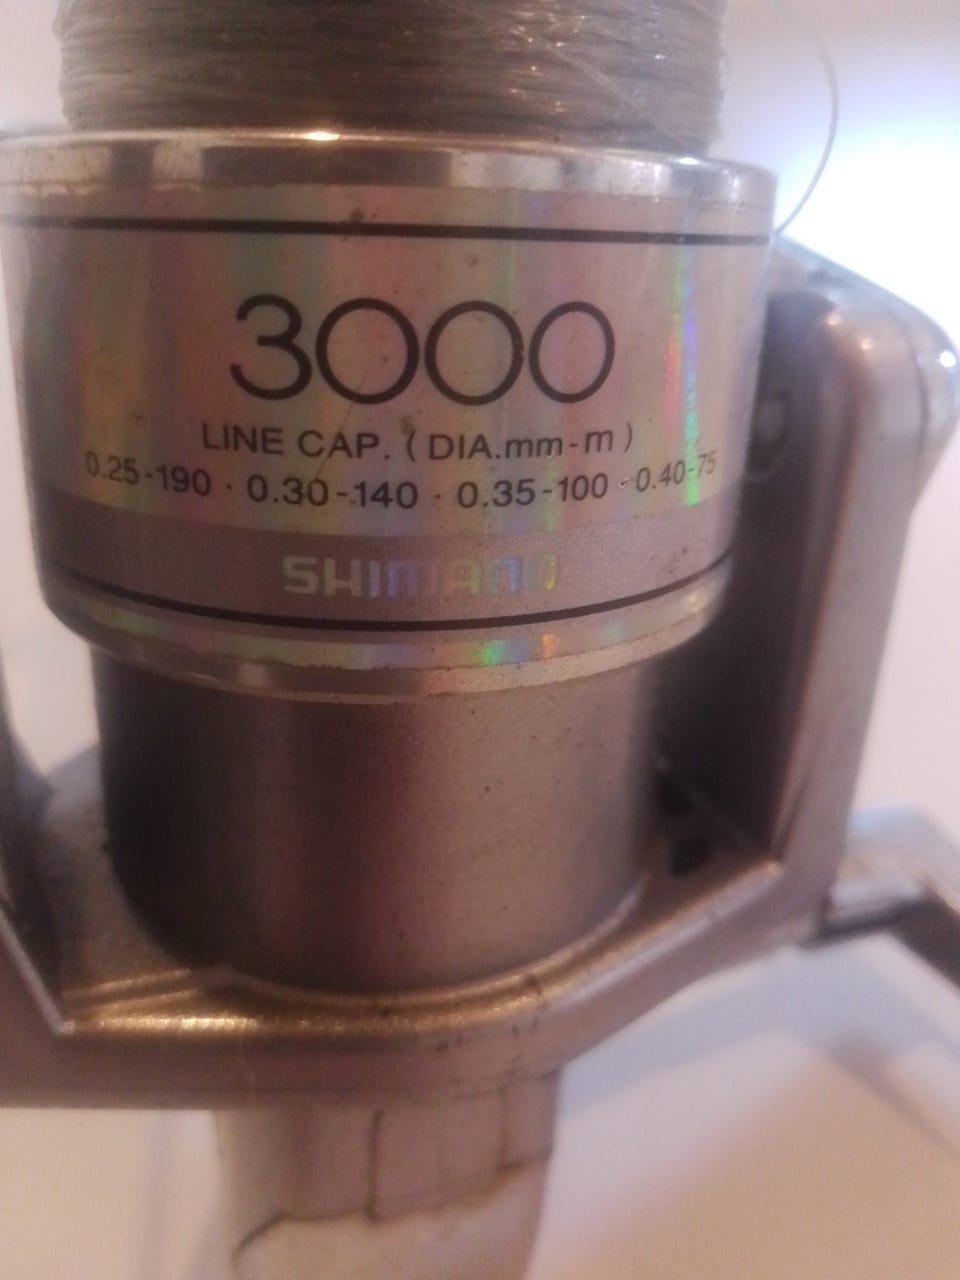 3000
LINE CAP. ( DIA.mm-m )
0.25-190 · 0.30-140 · 0.35-100 · 0.40-75
SHIMANO